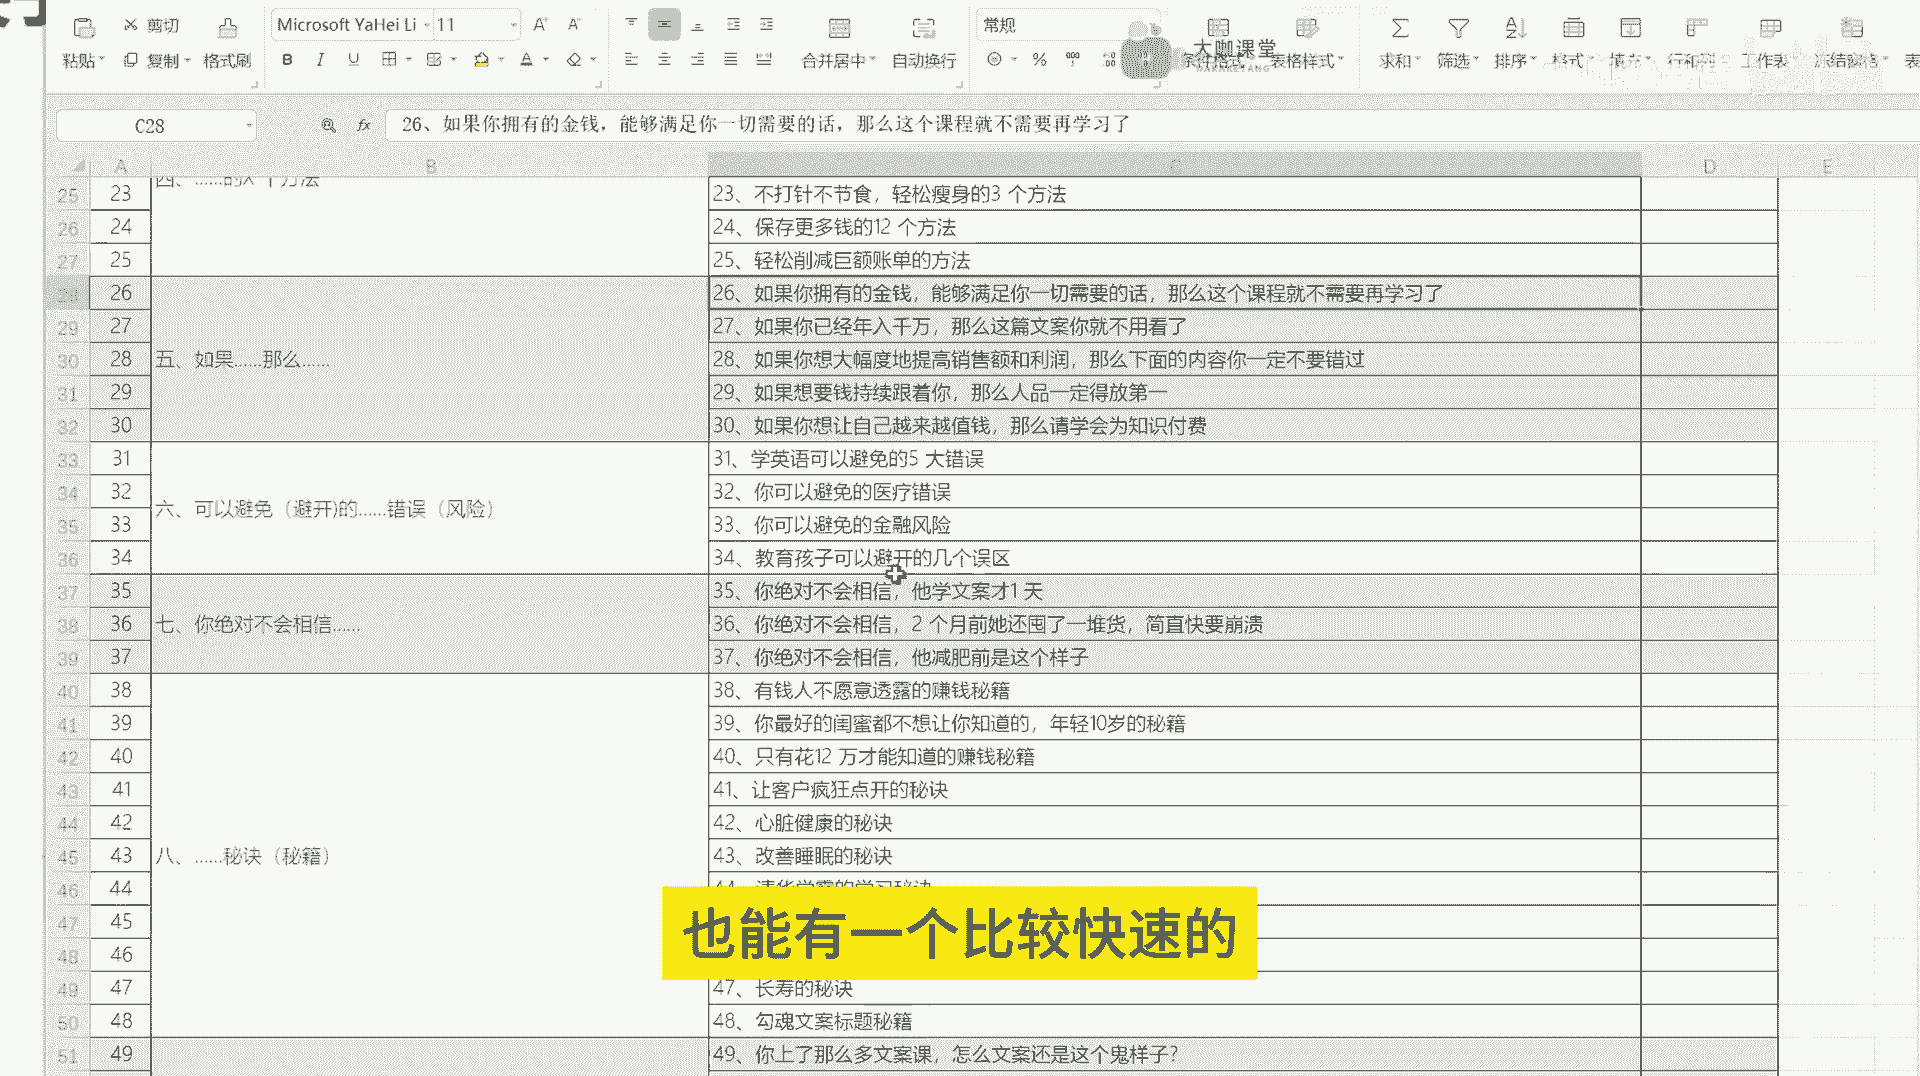 剪切
Microsoft YaHei Li 11 A+ A-
常规
粘贴 复制 格式刷
B I U A
合并居中 自动换行
%
大咖课堂
DAKAKETANG
条件格式 表格样式
求和 筛选 排序 格式 填充 行和列 工作表 冻结窗格 表
C28 fx 26、如果你拥有的金钱，能够满足你一切需要的话，那么这个课程就不需要再学习了
A B C D E
四、……的X 个方法
25 23 23、不打针不节食，轻松瘦身的3 个方法
26 24 24、保存更多钱的12 个方法
27 25 25、轻松削减巨额账单的方法
28 26 26、如果你拥有的金钱，能够满足你一切需要的话，那么这个课程就不需要再学习了
29 27 27、如果你已经年入千万，那么这篇文案你就不用看了
30 28 五、如果……那么…… 28、如果你想大幅度地提高销售额和利润，那么下面的内容你一定不要错过
31 29 29、如果想要钱持续跟着你，那么人品一定得放第一
32 30 30、如果你想让自己越来越值钱，那么请学会为知识付费
33 31 31、学英语可以避免的5 大错误
34 32 32、你可以避免的医疗错误
六、可以避免（避开)的……错误（风险）
35 33 33、你可以避免的金融风险
36 34 34、教育孩子可以避开的几个误区
37 35 35、你绝对不会相信，他学文案才1 天
38 36 七、你绝对不会相信…… 36、你绝对不会相信，2 个月前她还囤了一堆货，简直快要崩溃
39 37 37、你绝对不会相信，他减肥前是这个样子
40 38 38、有钱人不愿意透露的赚钱秘籍
41 39 39、你最好的闺蜜都不想让你知道的，年轻10岁的秘籍
42 40 40、只有花12 万才能知道的赚钱秘籍
43 41 41、让客户疯狂点开的秘诀
44 42 42、心脏健康的秘诀
45 43 八、……秘诀（秘籍） 43、改善睡眠的秘诀
46 44 44、清华学霸的学习秘诀
47 45
也能有一个比较快速的
48 46
49 47 47、长寿的秘诀
50 48 48、勾魂文案标题秘籍
51 49 49、你上了那么多文案课，怎么文案还是这个鬼样子？